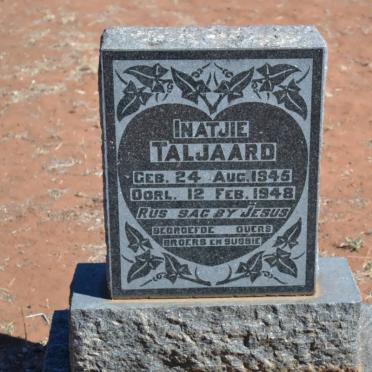 INATJIE
TALJAARD
GEB. 24 AUG. 1945
OORL. 12 FEB. 1948
RUS SAG BY JESUS
BEDROEFDE OUERS
BROERS EN SUSSIE